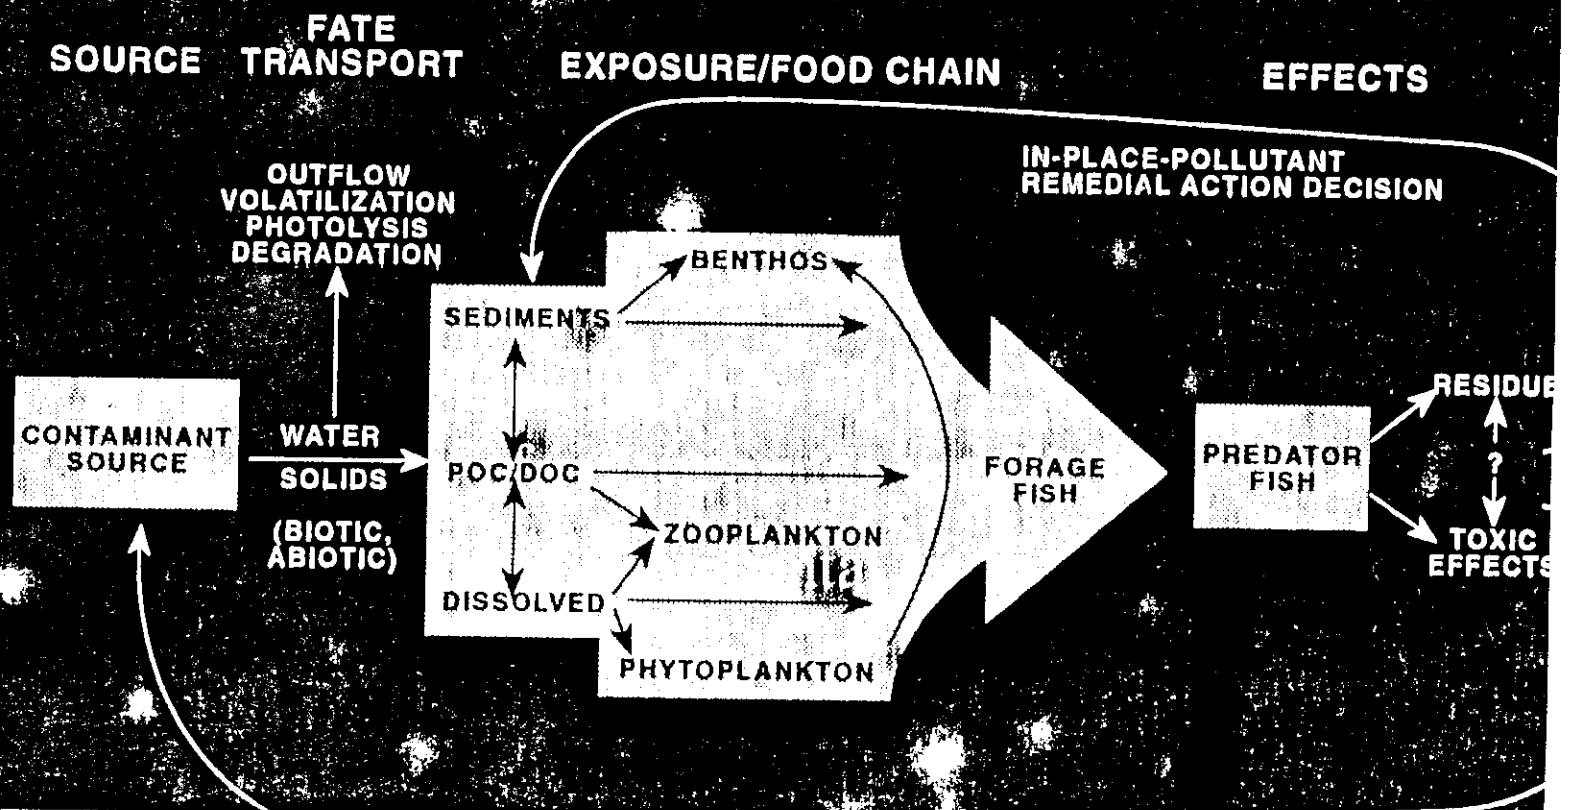 FATE
SOURCE TRANSPORT
EXPOSURE/FOOD CHAIN
EFFECTS
IN-PLACE-POLLUTANT
REMEDIAL ACTION DECISION
OUTFLOW
VOLATILIZATION
PHOTOLYSIS
DEGRADATION
CONTAMINANT
SOURCE
WATER
SOLIDS
(BIOTIC,
ABIOTIC)
BENTHOS
SEDIMENTS
POC/DOC
ZOOPLANKTON
DISSOLVED
PHYTOPLANKTON
FORAGE
FISH
PREDATOR
FISH
RESIDUE
?
TOXIC
EFFECTS